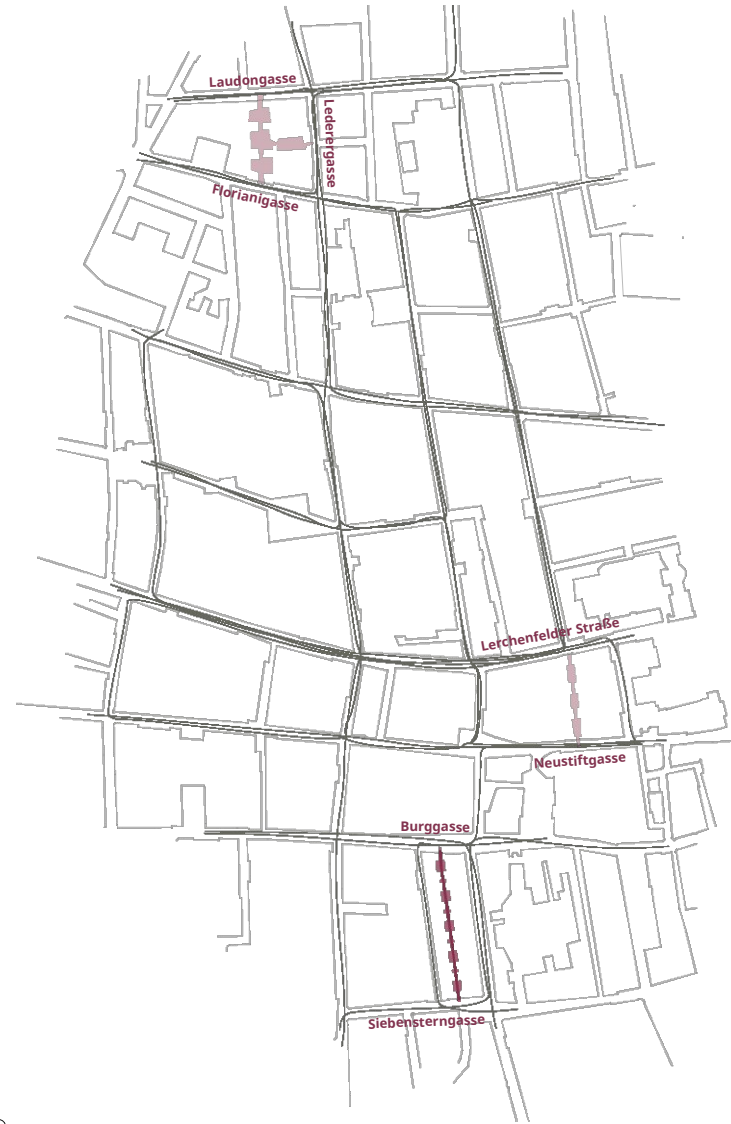 Laudongasse
Lederergasse
Florianigasse
Lerchenfelder Straße
Neustiftgasse
Burggasse
Siebensterngasse